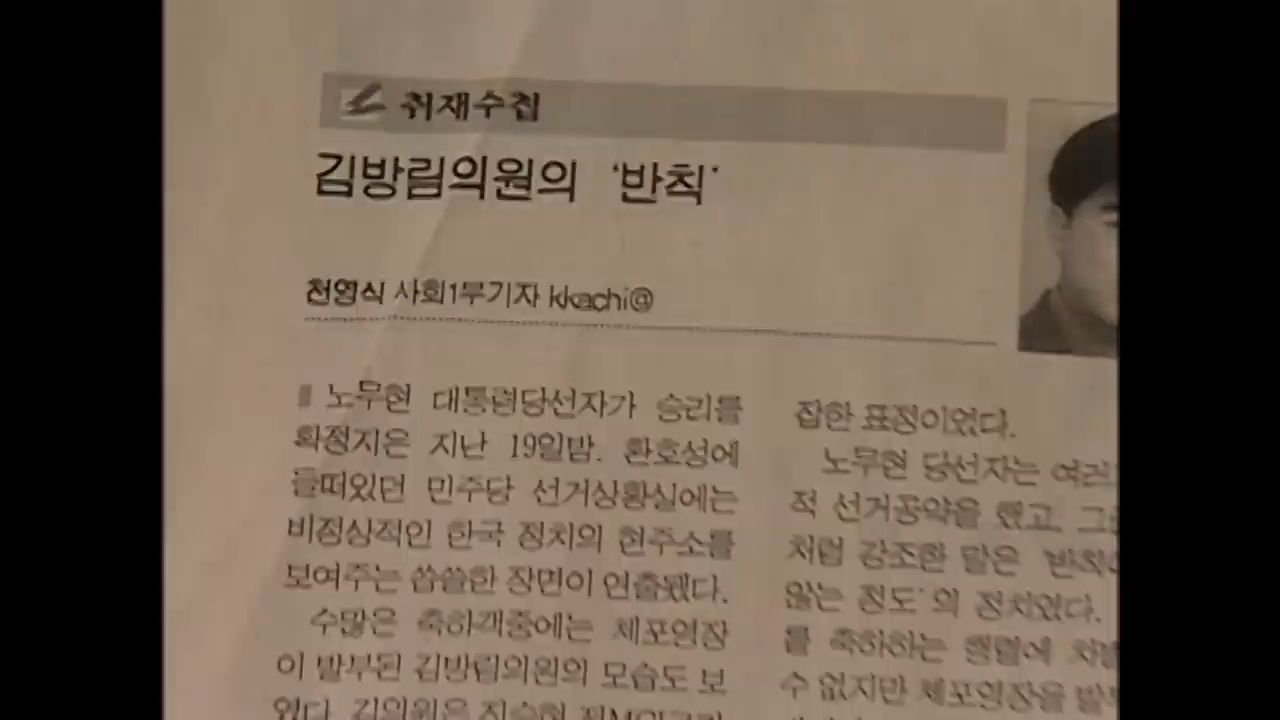 취재수첩
김방림의원의 '반칙'
천영식 사회1부기자 kkachi@
노무현 대통령당선자가 승리를
확정지은 지난 19일밤. 환호성에
들떠있던 민주당 선거상황실에는
비정상적인 한국 정치의 현주소를
보여주는 씁쓸한 장면이 연출됐다.
수많은 축하객중에는 체포영장
이 발부된 김방림의원의 모습도 보
였다. 김의원은
잡한 표정이었다.
노무현 당선자는 여러
적 선거공약을 했고
처럼 강조한 말은
않는 정도'의 정치였다.
를 축하하는 행렬에
수 없지만 체포영장을